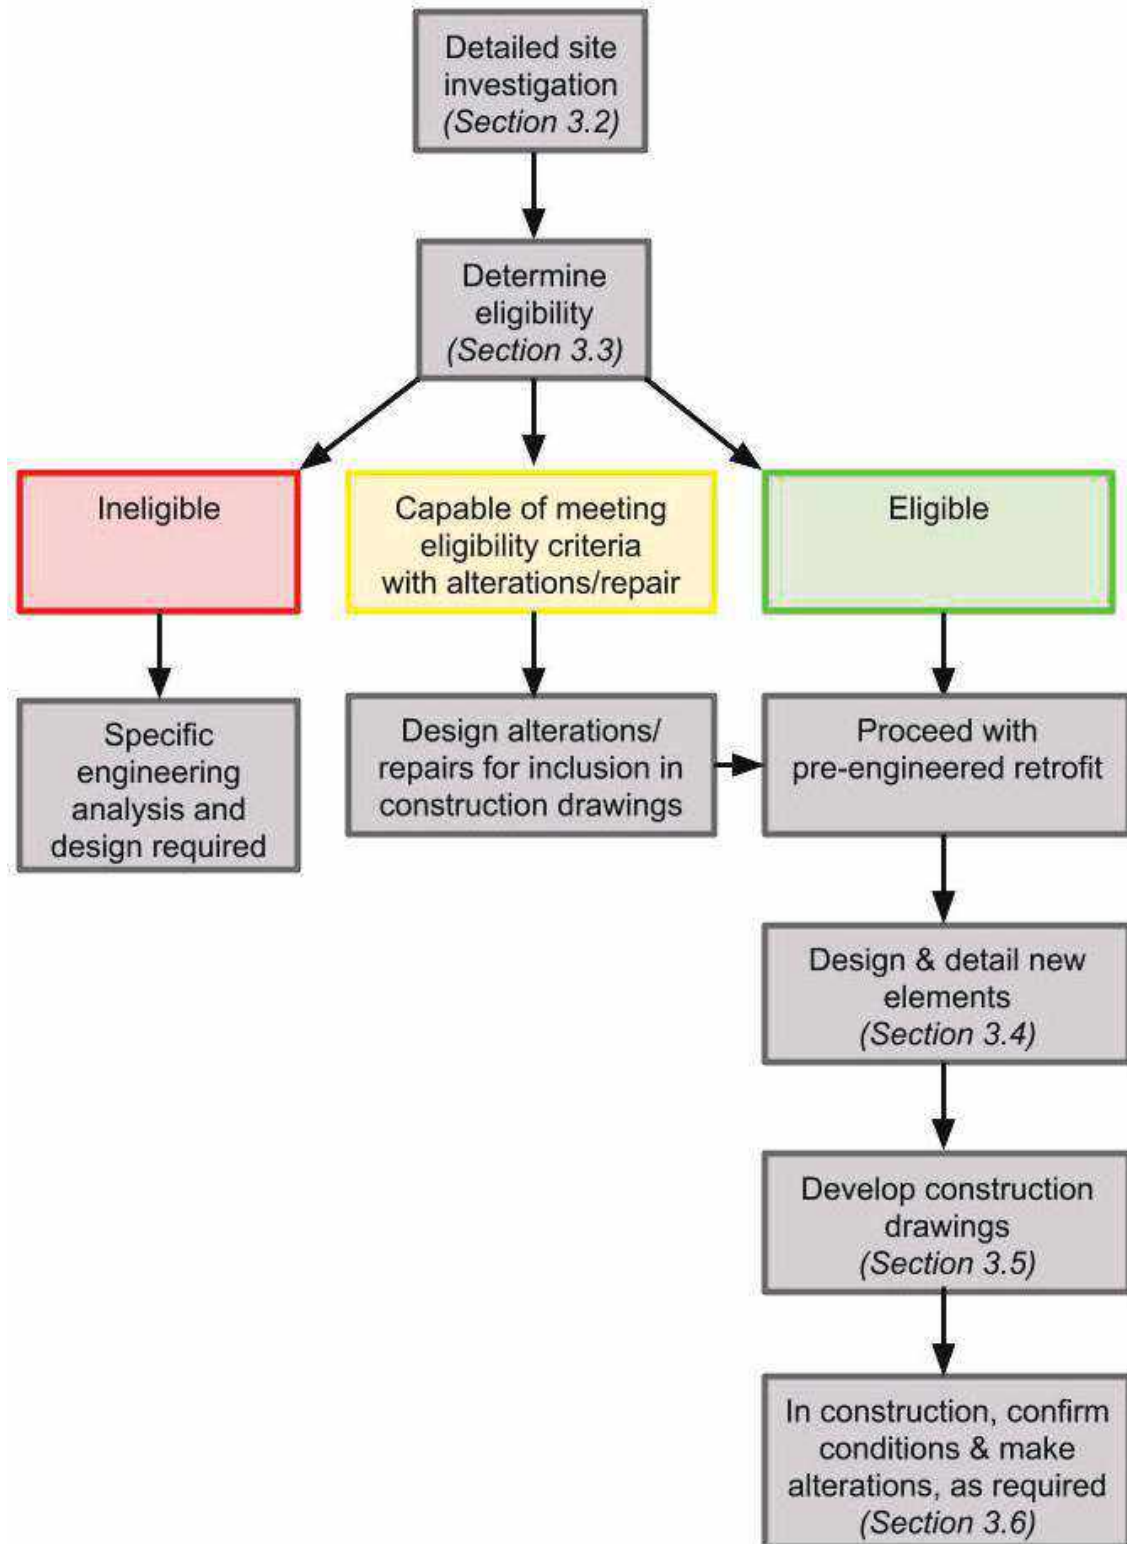 Detailed site
investigation
(Section 3.2)
Determine
eligibility
(Section 3.3)
Ineligible
Capable of meeting
eligibility criteria
with alterations/repair
Eligible
Specific
engineering
analysis and
design required
Design alterations/
repairs for inclusion in
construction drawings
Proceed with
pre-engineered retrofit
Design & detail new
elements
(Section 3.4)
Develop construction
drawings
(Section 3.5)
In construction, confirm
conditions & make
alterations, as required
(Section 3.6)